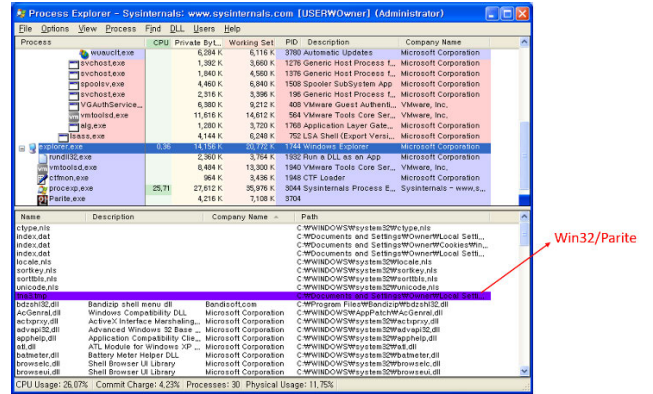 Process Explorer - Sysinternals: www.sysinternals.com [USER₩Owner] (Administrator)
File Options View Process Find DLL Users Help
Process CPU Private Byt... Working Set PID Description Company Name
wuauclt.exe 6,284 K 6,116 K 3780 Automatic Updates Microsoft Corporation
svchost.exe 1,392 K 3,660 K 1276 Generic Host Process f... Microsoft Corporation
svchost.exe 1,840 K 4,560 K 1376 Generic Host Process f... Microsoft Corporation
spoolsv.exe 4,460 K 6,840 K 1508 Spooler SubSystem App Microsoft Corporation
svchost.exe 2,316 K 3,396 K 196 Generic Host Process f... Microsoft Corporation
VGAuthService... 6,380 K 9,212 K 408 VMware Guest Authenti... VMware, Inc.
vmtoolsd.exe 11,616 K 14,612 K 564 VMware Tools Core Ser... VMware, Inc.
alg.exe 1,280 K 3,720 K 1768 Application Layer Gate... Microsoft Corporation
lsass.exe 4,144 K 6,248 K 752 LSA Shell (Export Versi... Microsoft Corporation
explorer.exe 0.36 14,156 K 20,772 K 1744 Windows Explorer Microsoft Corporation
rundll32.exe 2,360 K 3,764 K 1932 Run a DLL as an App Microsoft Corporation
vmtoolsd.exe 8,484 K 13,300 K 1940 VMware Tools Core Ser... VMware, Inc.
ctfmon.exe 964 K 3,436 K 1948 CTF Loader Microsoft Corporation
procexp.exe 25.71 27,612 K 35,976 K 3044 Sysinternals Process E... Sysinternals - www.s...
Parite.exe 4,216 K 7,108 K 3704
Name Description Company Name Path
ctype.nls C:₩WINDOWS₩system32₩ctype.nls
index.dat C:₩Documents and Settings₩Owner₩Local Setti...
index.dat C:₩Documents and Settings₩Owner₩Cookies₩in...
index.dat C:₩Documents and Settings₩Owner₩Local Setti...
locale.nls C:₩WINDOWS₩system32₩locale.nls
sortkey.nls C:₩WINDOWS₩system32₩sortkey.nls
sorttbls.nls C:₩WINDOWS₩system32₩sorttbls.nls
unicode.nls C:₩WINDOWS₩system32₩unicode.nls
C:₩Documents and Settings₩Owner₩Local Setti...
bdzshl32.dll Bandizip shell menu dll Bandisoft.com C:₩Program Files₩Bandizip₩bdzshl32.dll
AcGenral.dll Windows Compatibility DLL Microsoft Corporation C:₩WINDOWS₩AppPatch₩AcGenral.dll
actxprxy.dll ActiveX Interface Marshaling... Microsoft Corporation C:₩WINDOWS₩system32₩actxprxy.dll
advapi32.dll Advanced Windows 32 Base ... Microsoft Corporation C:₩WINDOWS₩system32₩advapi32.dll
apphelp.dll Application Compatibility Clie... Microsoft Corporation C:₩WINDOWS₩system32₩apphelp.dll
atl.dll ATL Module for Windows XP ... Microsoft Corporation C:₩WINDOWS₩system32₩atl.dll
batmeter.dll Battery Meter Helper DLL Microsoft Corporation C:₩WINDOWS₩system32₩batmeter.dll
browselc.dll Shell Browser UI Library Microsoft Corporation C:₩WINDOWS₩system32₩browselc.dll
browseui.dll Shell Browser UI Library Microsoft Corporation C:₩WINDOWS₩system32₩browseui.dll
CPU Usage: 26.07% Commit Charge: 4.23% Processes: 30 Physical Usage: 11.75%
Win32/Parite